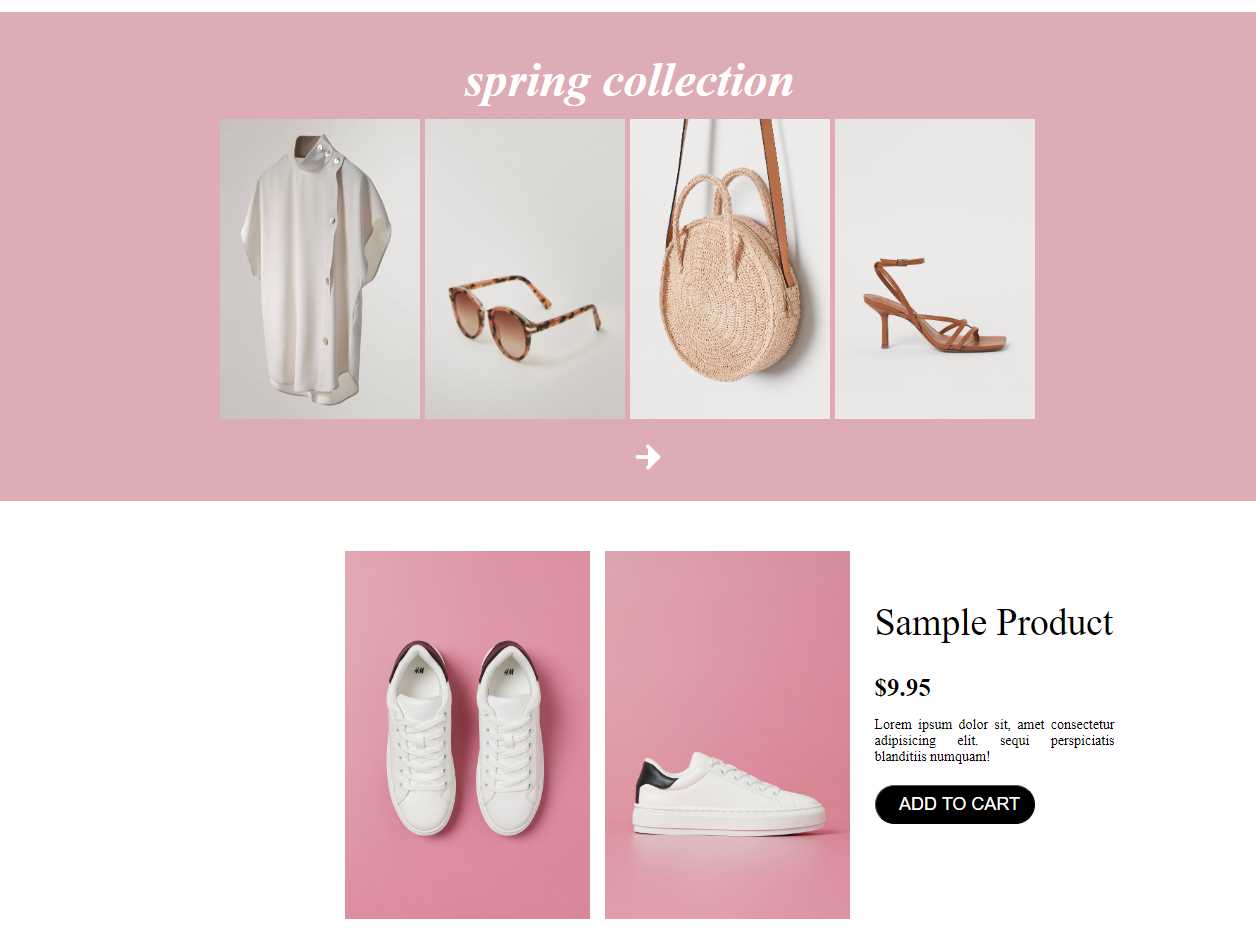 spring collection
Sample Product
$9.95
Lorem ipsum dolor sit, amet consectetur
adipisicing elit. sequi perspiciatis
blanditiis numquam!
ADD TO CART